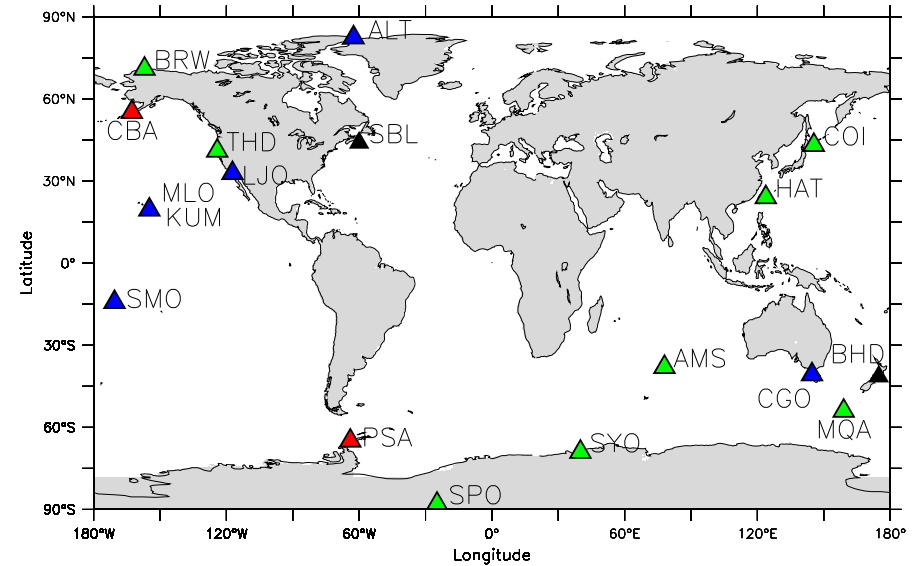 90°N
ALT
BRW
60°N
CBA
THD
SBL
COI
LJO
30°N
MLO
HAT
KUM
Latitude
0°
SMO
30°S
BHD
AMS
CGO
MQA
60°S
PSA
SYO
SPO
90°S
180°W 120°W 60°W 0° 60°E 120°E 180°
Longitude